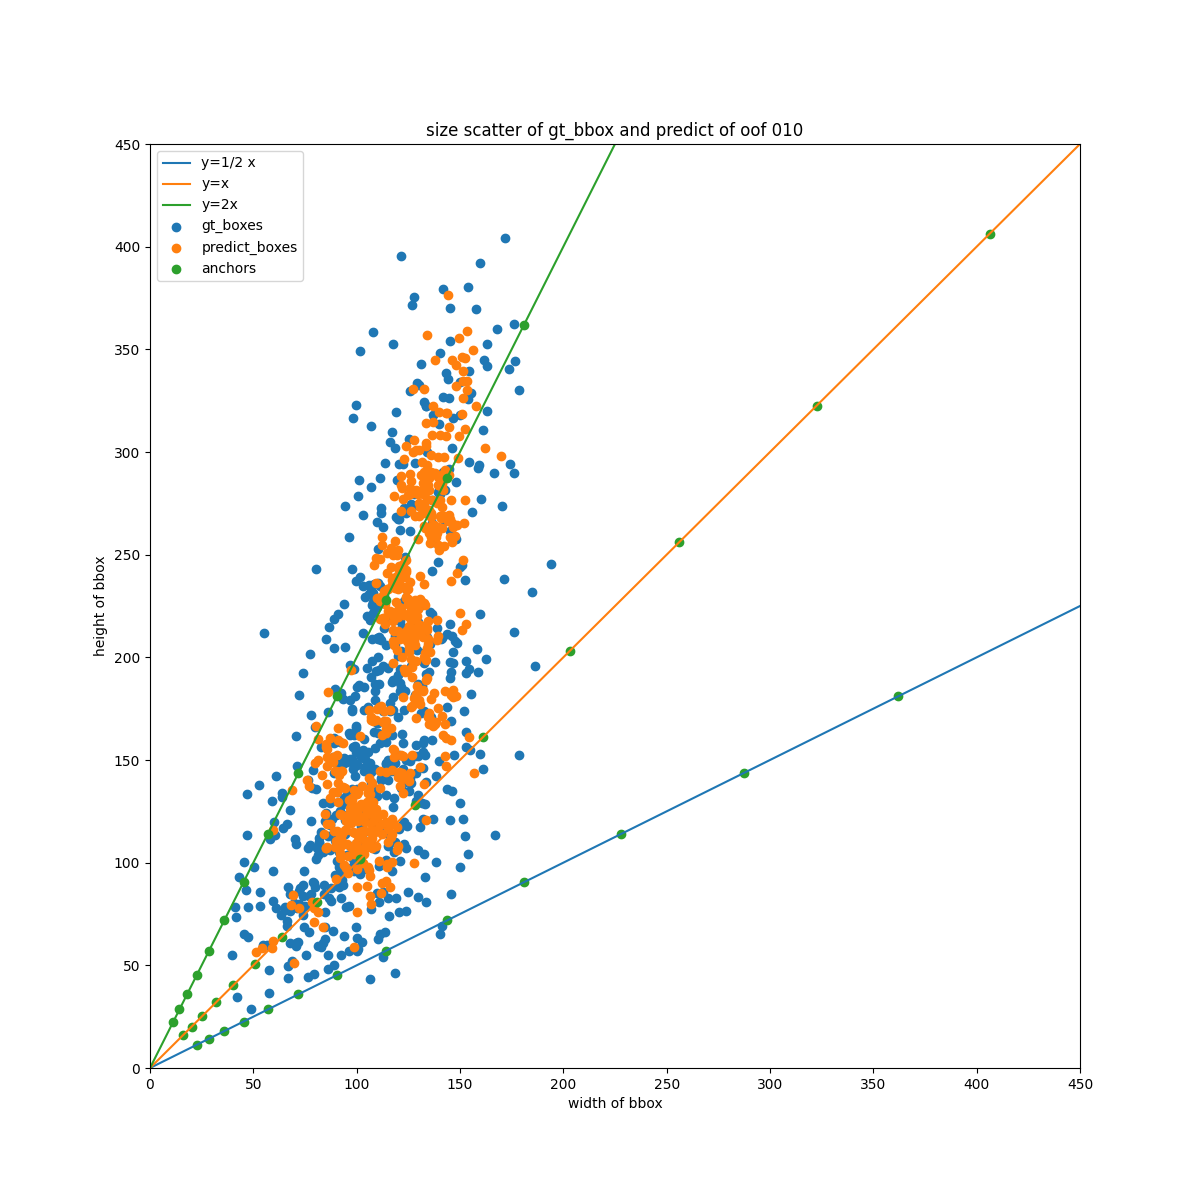 size scatter of gt_bbox and predict of oof 010
y=1/2 x
y=x
y=2x
gt_boxes
predict_boxes
anchors
450
400
350
300
250
200
150
100
50
0
height of bbox
0 50 100 150 200 250 300 350 400 450
width of bbox